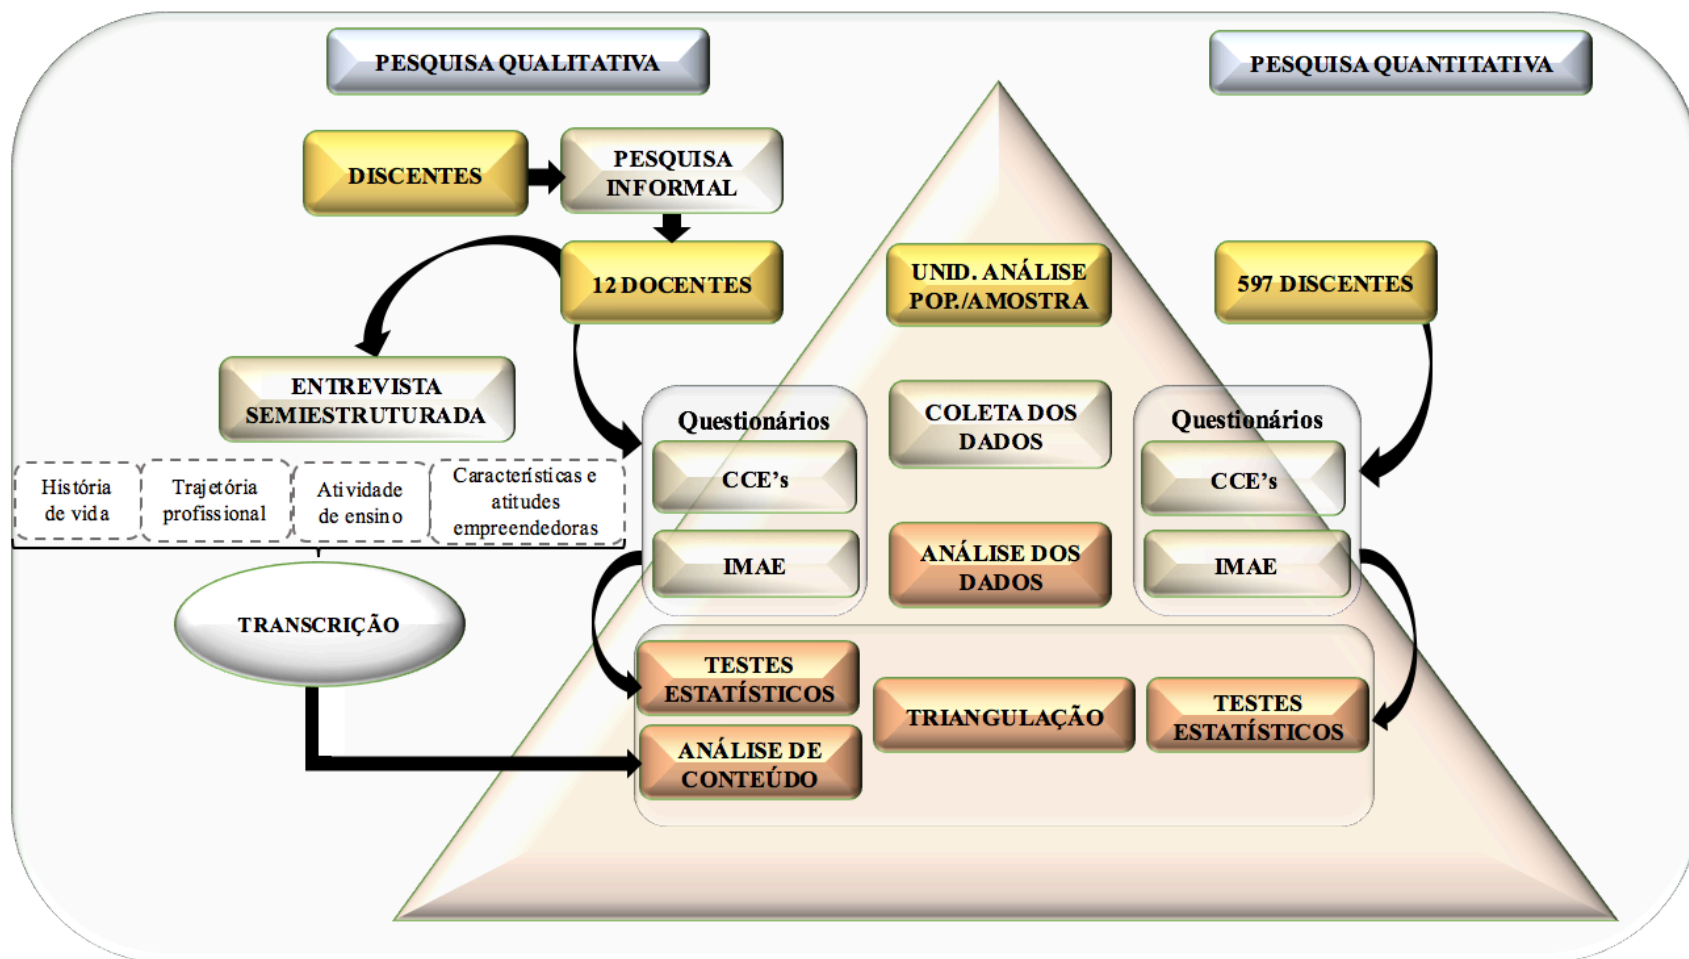 PESQUISA QUALITATIVA
PESQUISA QUANTITATIVA
DISCENTES
PESQUISA
INFORMAL
12 DOCENTES
UNID. ANÁLISE
POP./AMOSTRA
597 DISCENTES
ENTREVISTA
SEMIESTRUTURADA
Questionários
CCE's
IMAE
COLETA DOS
DADOS
Questionários
CCE's
IMAE
História
de vida
Trajetória
profissional
Atividade
de ensino
Características e
atitudes
empreendedoras
ANÁLISE DOS
DADOS
TRANSCRIÇÃO
TESTES
ESTATÍSTICOS
ANÁLISE DE
CONTEÚDO
TRIANGULAÇÃO
TESTES
ESTATÍSTICOS